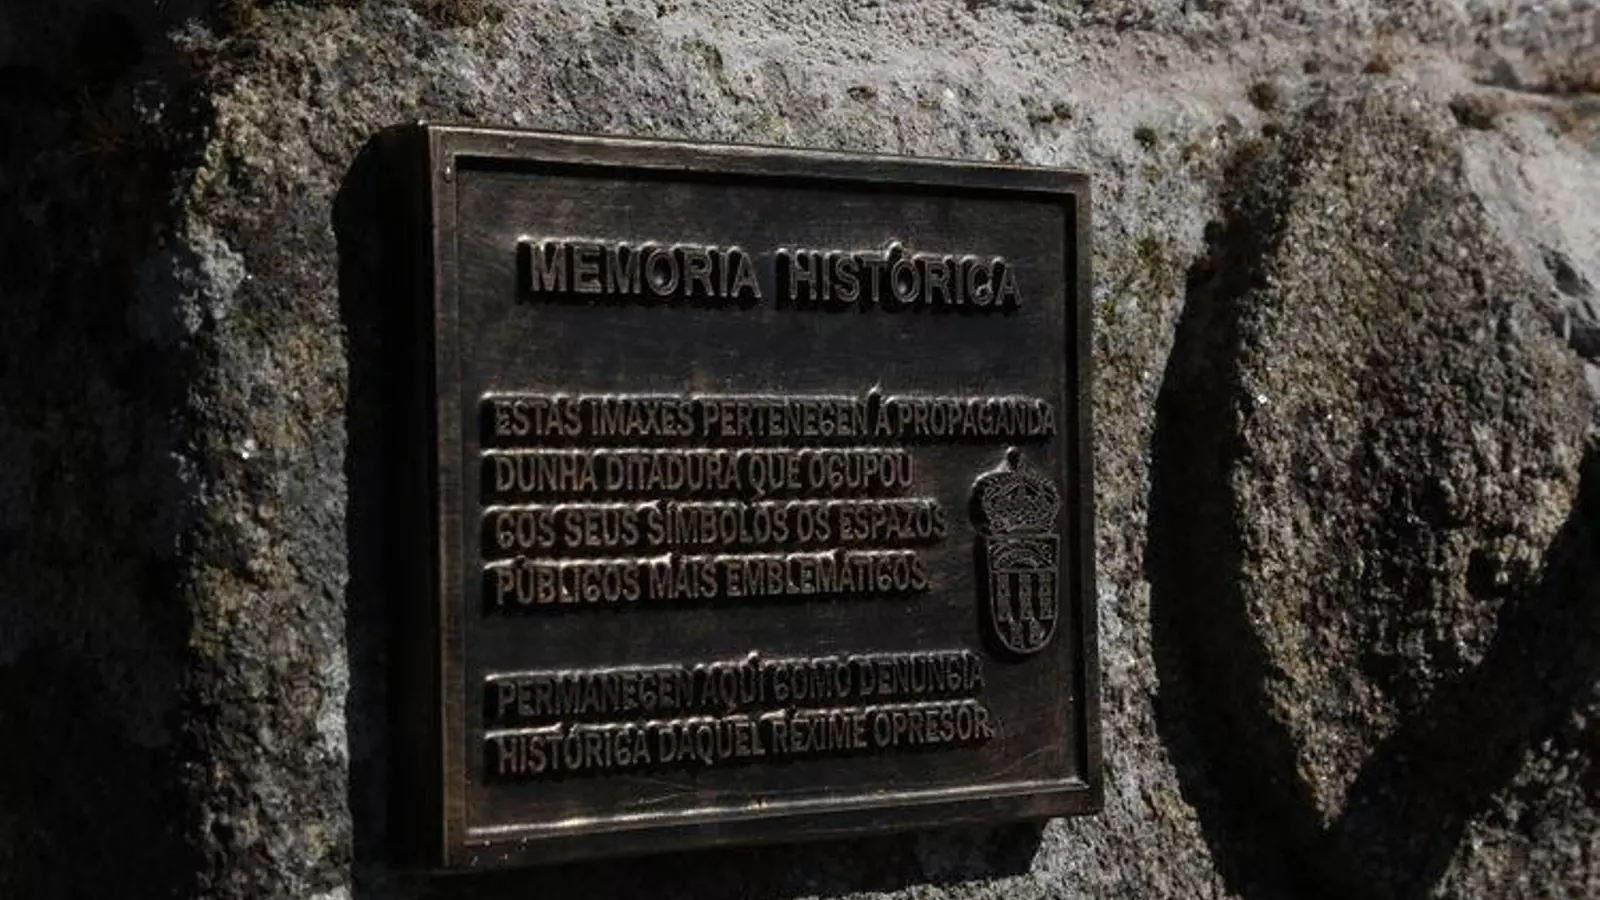 MEMORIA HISTÓRICA
ESTAS IMAXES PERTENECEN Á PROPAGANDA
DUNHA DITADURA QUE OCUPOU
COS SEUS SÍMBOLOS OS ESPAZOS
PÚBLICOS MÁIS EMBLEMÁTICOS.
PERMANECEN AQUÍ COMO DENUNCIA
HISTÓRICA DAQUEL RÉXIME OPRESOR.